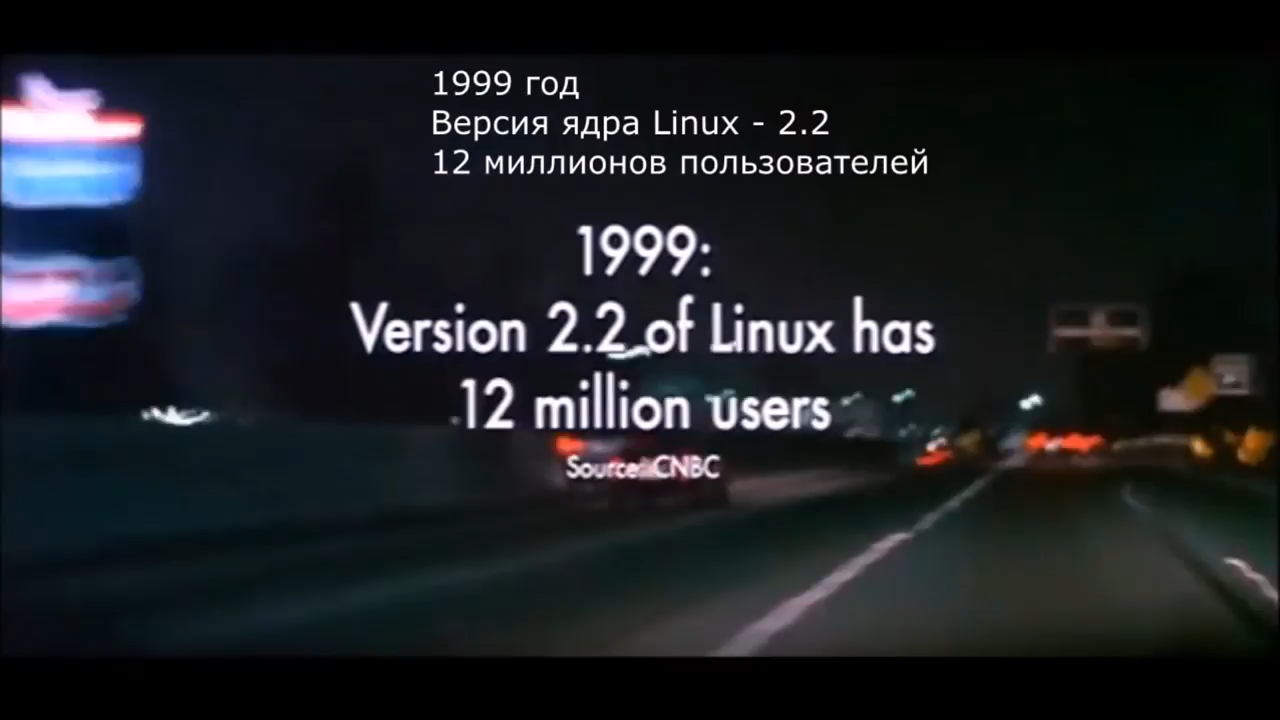 1999 год
Версия ядра Linux - 2.2
12 миллионов пользователей
1999:
Version 2.2 of Linux has
12 million users
Source: CNBC